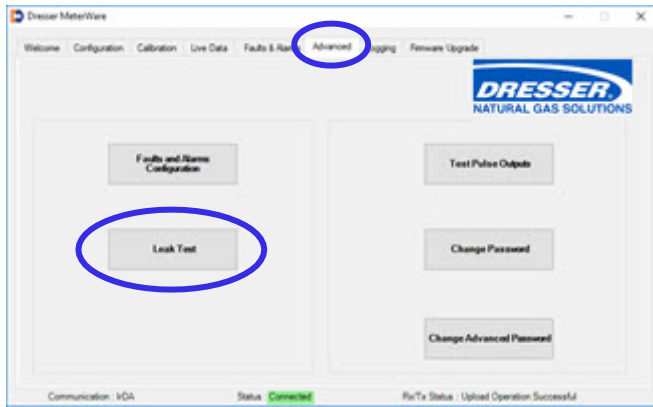 Dresser MeterWare
Welcome Configuration Calibration Live Data Faults & Alarms Advanced Logging Firmware Upgrade
DRESSER
NATURAL GAS SOLUTIONS
Faults and Alarms
Configuration
Test Pulse Outputs
Leak Test
Change Password
Change Advanced Password
Communication : IrDA Status : Connected Rx/Tx Status : Upload Operation Successful